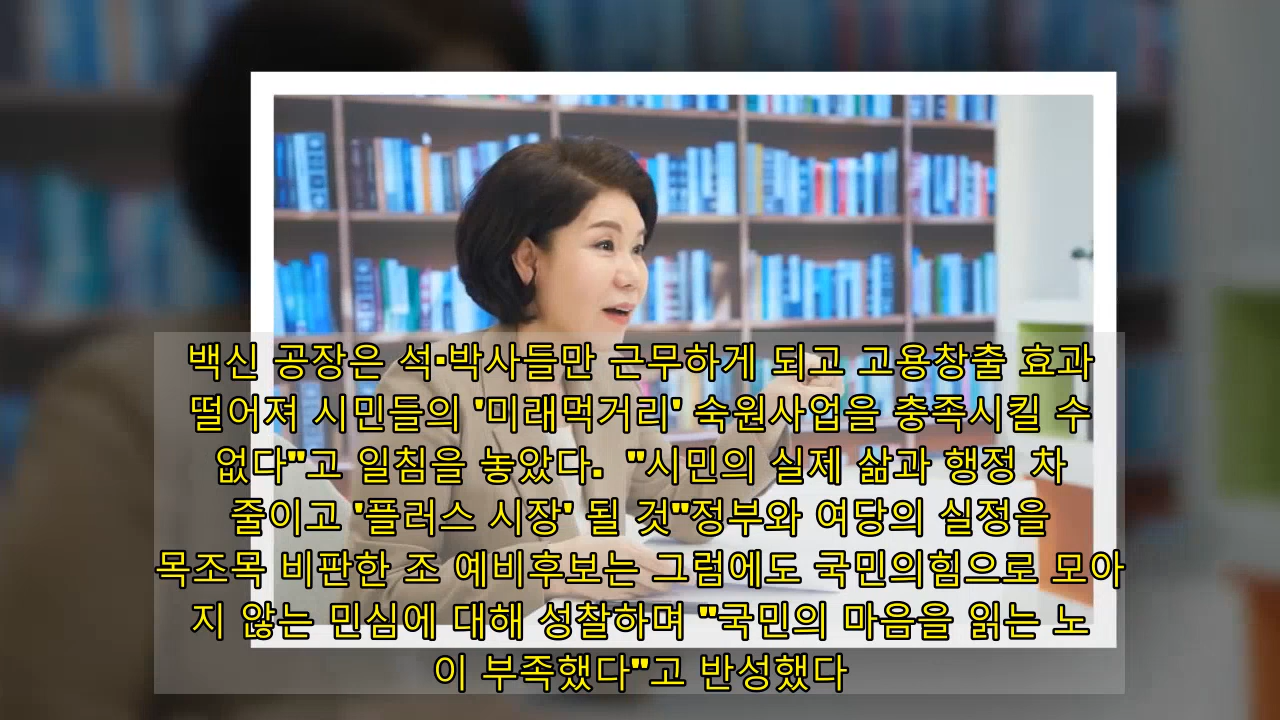 백신 공장은 석·박사들만 근무하게 되고 고용창출 효과
떨어져 시민들의 '미래먹거리' 숙원사업을 충족시킬 수
없다"고 일침을 놓았다. "시민의 실제 삶과 행정 차
줄이고 '플러스 시장' 될 것"정부와 여당의 실정을
목조목 비판한 조 예비후보는 그럼에도 국민의힘으로 모아
지 않는 민심에 대해 성찰하며 "국민의 마음을 읽는 노
이 부족했다"고 반성했다